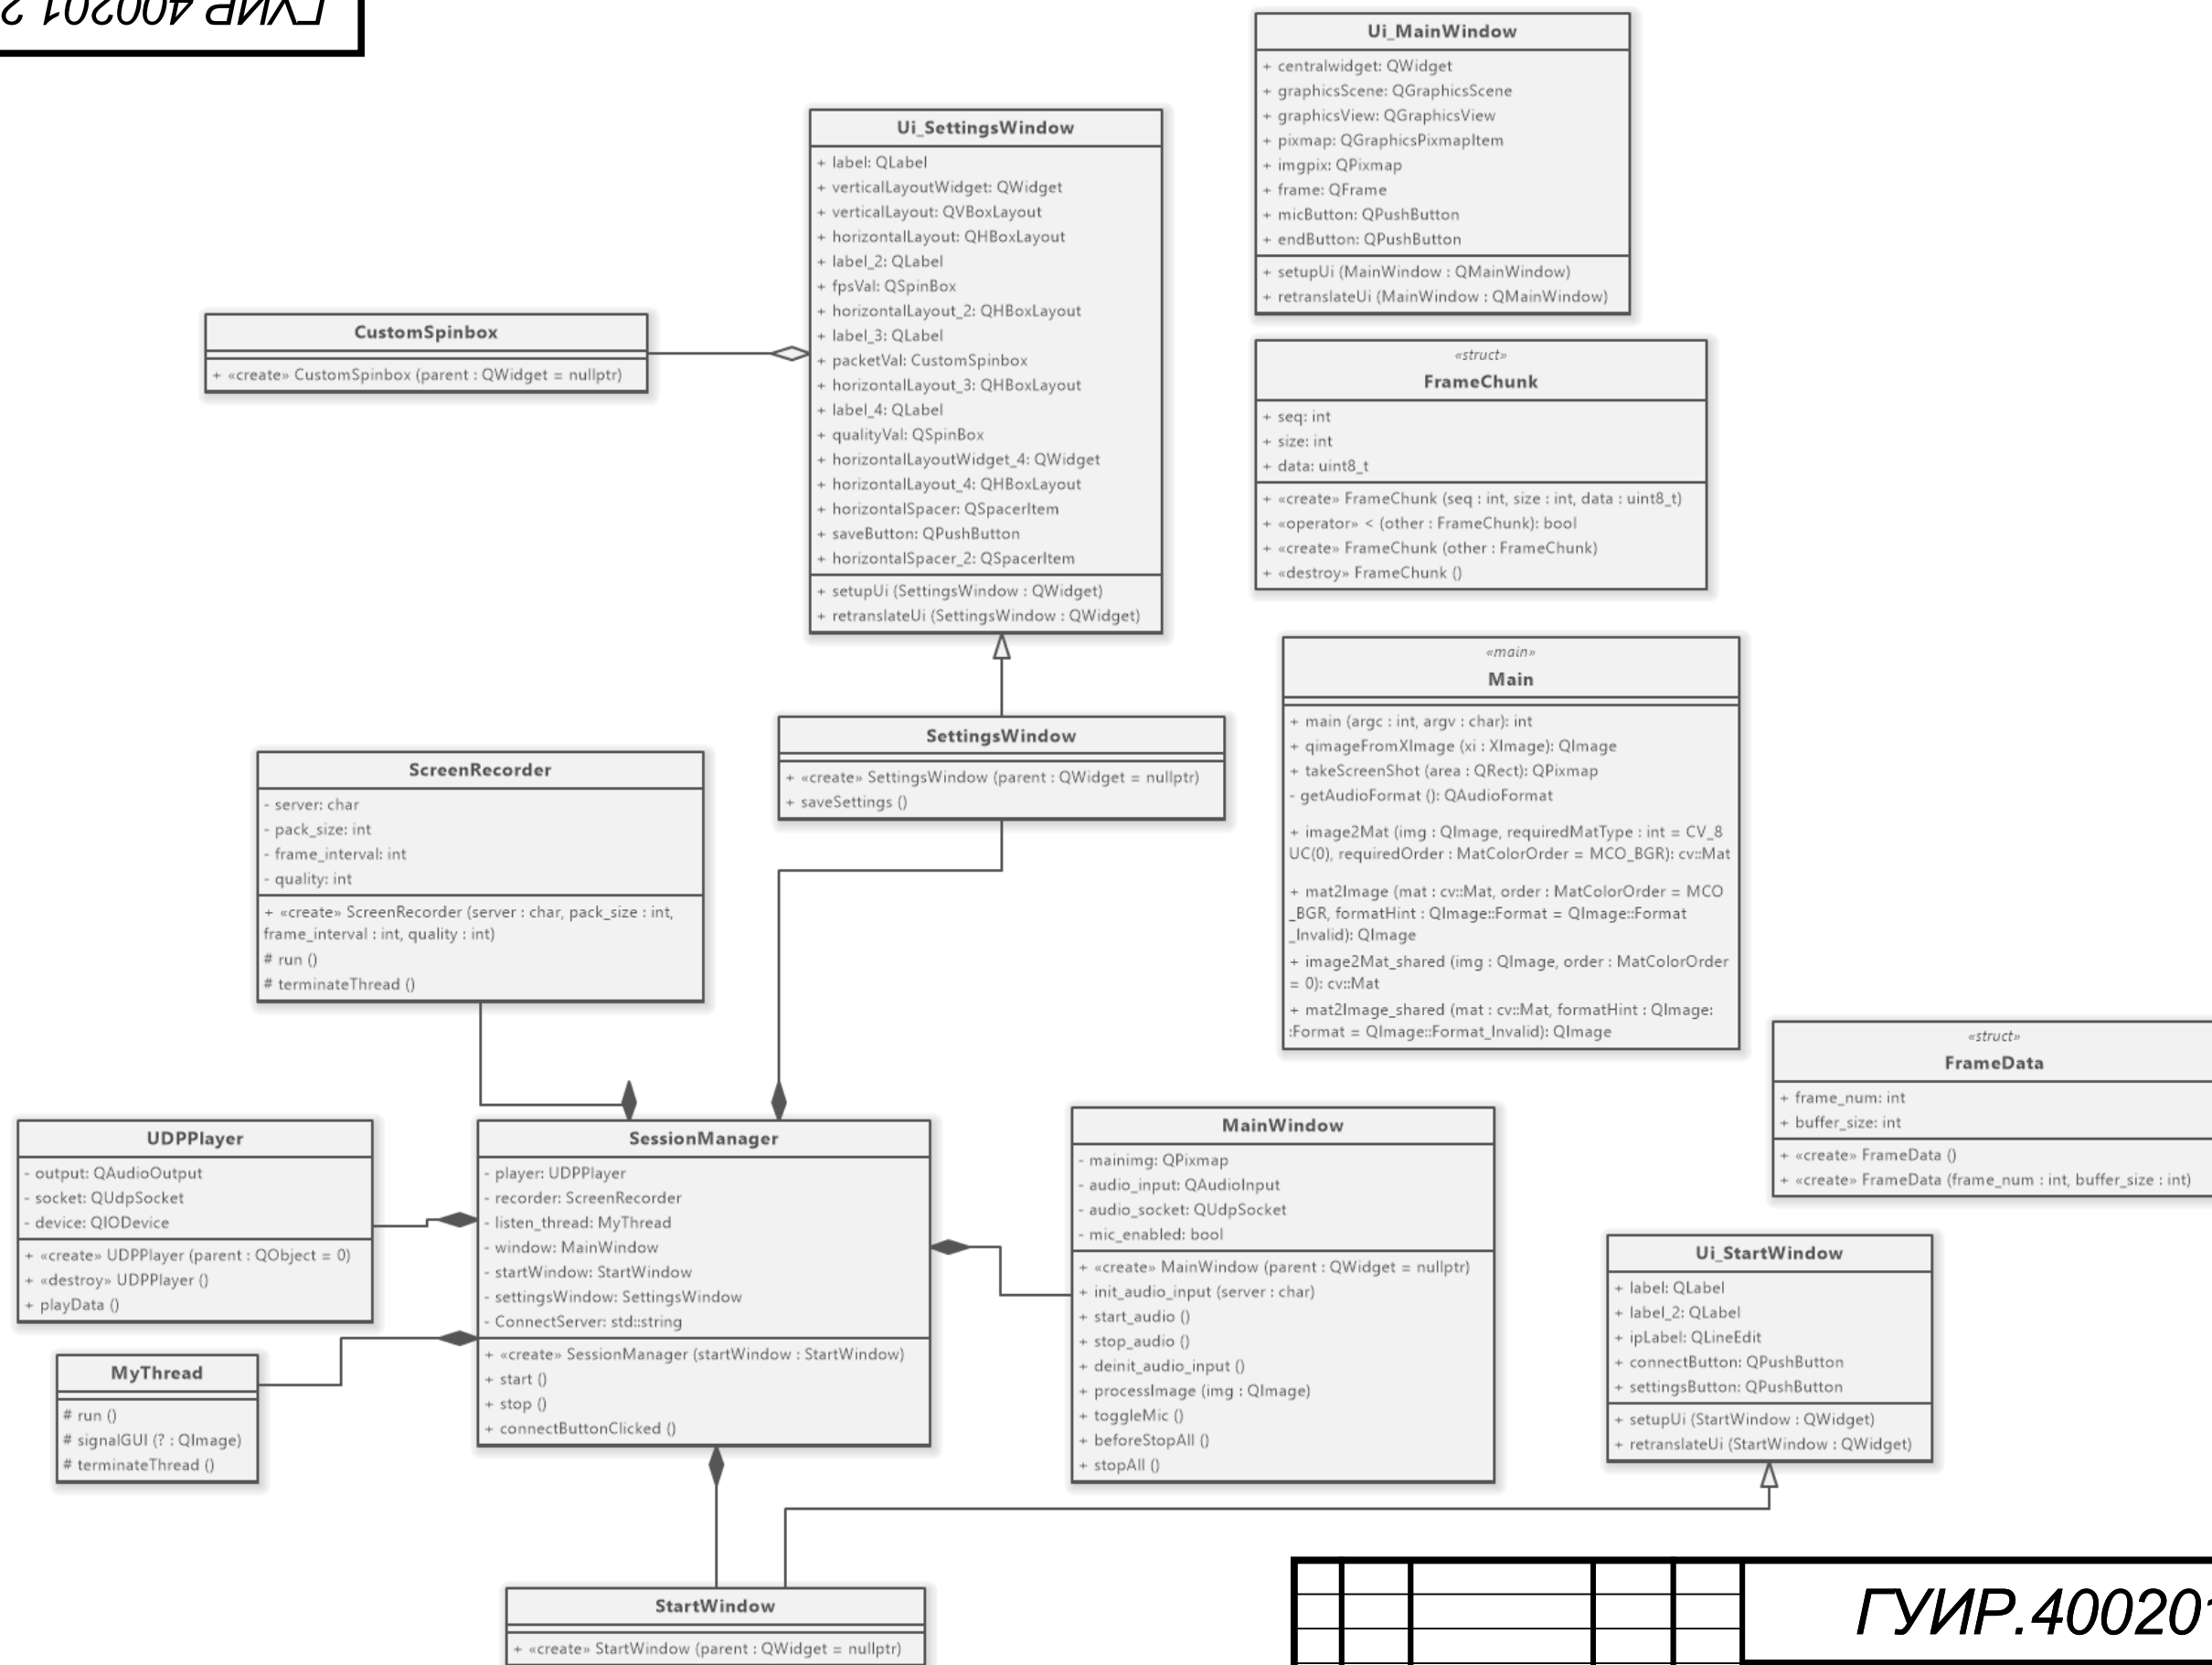 ГУИР 400201 2
Ui_MainWindow
+ centralwidget: QWidget
+ graphicsScene: QGraphicsScene
+ graphicsView: QGraphicsView
+ pixmap: QGraphicsPixmapItem
+ imgpix: QPixmap
+ frame: QFrame
+ micButton: QPushButton
+ endButton: QPushButton
+ setupUi (MainWindow : QMainWindow)
+ retranslateUi (MainWindow : QMainWindow)
Ui_SettingsWindow
+ label: QLabel
+ verticalLayoutWidget: QWidget
+ verticalLayout: QVBoxLayout
+ horizontalLayout: QHBoxLayout
+ label_2: QLabel
+ fpsVal: QSpinBox
+ horizontalLayout_2: QHBoxLayout
+ label_3: QLabel
+ packetVal: CustomSpinbox
+ horizontalLayout_3: QHBoxLayout
+ label_4: QLabel
+ qualityVal: QSpinBox
+ horizontalLayoutWidget_4: QWidget
+ horizontalLayout_4: QHBoxLayout
+ horizontalSpacer: QSpacerItem
+ saveButton: QPushButton
+ horizontalSpacer_2: QSpacerItem
+ setupUi (SettingsWindow : QWidget)
+ retranslateUi (SettingsWindow : QWidget)
CustomSpinbox
+ «create» CustomSpinbox (parent : QWidget = nullptr)
«struct»
FrameChunk
+ seq: int
+ size: int
+ data: uint8_t
+ «create» FrameChunk (seq : int, size : int, data : uint8_t)
+ «operator» < (other : FrameChunk): bool
+ «create» FrameChunk (other : FrameChunk)
+ «destroy» FrameChunk ()
«main»
Main
+ main (argc : int, argv : char): int
+ qimageFromXImage (xi : XImage): QImage
+ takeScreenShot (area : QRect): QPixmap
- getAudioFormat (): QAudioFormat
+ image2Mat (img : QImage, requiredMatType : int = CV_8
UC(0), requiredOrder : MatColorOrder = MCO_BGR): cv::Mat
+ mat2Image (mat : cv::Mat, order : MatColorOrder = MCO
_BGR, formatHint : QImage::Format = QImage::Format
_Invalid): QImage
+ image2Mat_shared (img : QImage, order : MatColorOrder
= 0): cv::Mat
+ mat2Image_shared (mat : cv::Mat, formatHint : QImage:
:Format = QImage::Format_Invalid): QImage
SettingsWindow
+ «create» SettingsWindow (parent : QWidget = nullptr)
+ saveSettings ()
ScreenRecorder
- server: char
- pack_size: int
- frame_interval: int
- quality: int
+ «create» ScreenRecorder (server : char, pack_size : int,
frame_interval : int, quality : int)
# run ()
# terminateThread ()
«struct»
FrameData
+ frame_num: int
+ buffer_size: int
+ «create» FrameData ()
+ «create» FrameData (frame_num : int, buffer_size : int)
UDPPlayer
- output: QAudioOutput
- socket: QUdpSocket
- device: QIODevice
+ «create» UDPPlayer (parent : QObject = 0)
+ «destroy» UDPPlayer ()
+ playData ()
SessionManager
- player: UDPPlayer
- recorder: ScreenRecorder
- listen_thread: MyThread
- window: MainWindow
- startWindow: StartWindow
- settingsWindow: SettingsWindow
- ConnectServer: std::string
+ «create» SessionManager (startWindow : StartWindow)
+ start ()
+ stop ()
+ connectButtonClicked ()
MainWindow
- mainimg: QPixmap
- audio_input: QAudioInput
- audio_socket: QUdpSocket
- mic_enabled: bool
+ «create» MainWindow (parent : QWidget = nullptr)
+ init_audio_input (server : char)
+ start_audio ()
+ stop_audio ()
+ deinit_audio_input ()
+ processImage (img : QImage)
+ toggleMic ()
+ beforeStopAll ()
+ stopAll ()
Ui_StartWindow
+ label: QLabel
+ label_2: QLabel
+ ipLabel: QLineEdit
+ connectButton: QPushButton
+ settingsButton: QPushButton
+ setupUi (StartWindow : QWidget)
+ retranslateUi (StartWindow : QWidget)
MyThread
# run ()
# signalGUI (? : QImage)
# terminateThread ()
StartWindow
+ «create» StartWindow (parent : QWidget = nullptr)
ГУИР.400201